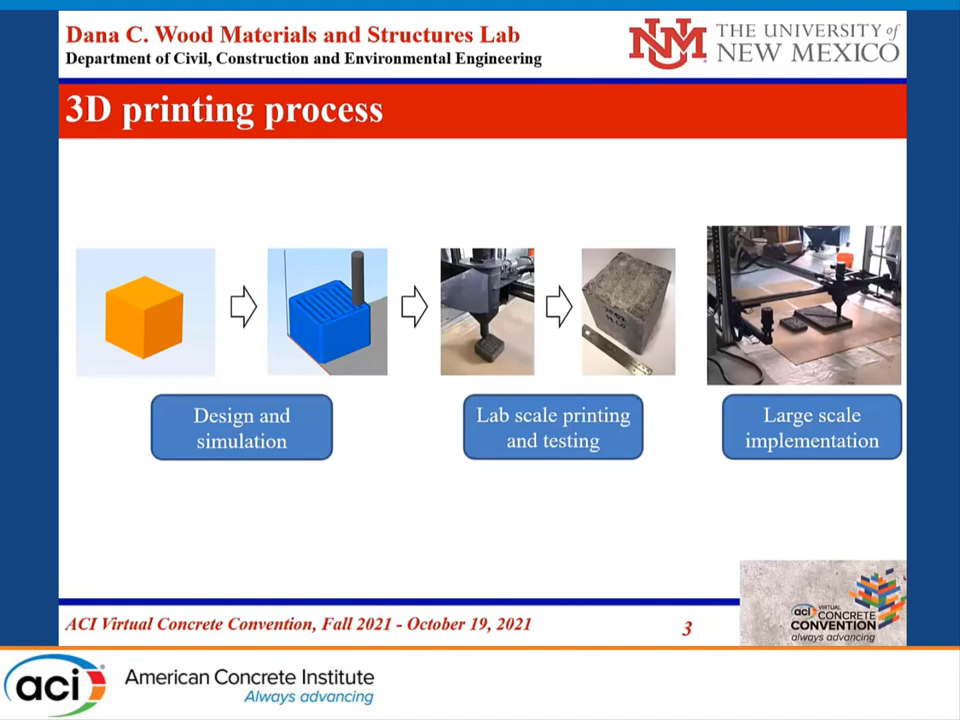 Dana C. Wood Materials and Structures Lab
Department of Civil, Construction and Environmental Engineering
UNM
THE UNIVERSITY of
NEW MEXICO
3D printing process
Design and
simulation
Lab scale printing
and testing
Large scale
implementation
ACI Virtual Concrete Convention, Fall 2021 - October 19, 2021
3
aci VIRTUAL
CONCRETE
CONVENTION
always advancing
aci
American Concrete Institute
Always advancing